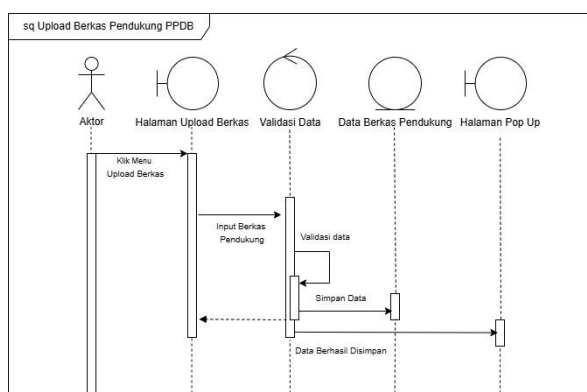 sq Upload Berkas Pendukung PPDB
Aktor
Halaman Upload Berkas
Validasi Data
Data Berkas Pendukung
Halaman Pop Up
Klik Menu
Upload Berkas
Input Berkas
Pendukung
Validasi data
Simpan Data
Data Berhasil Disimpan